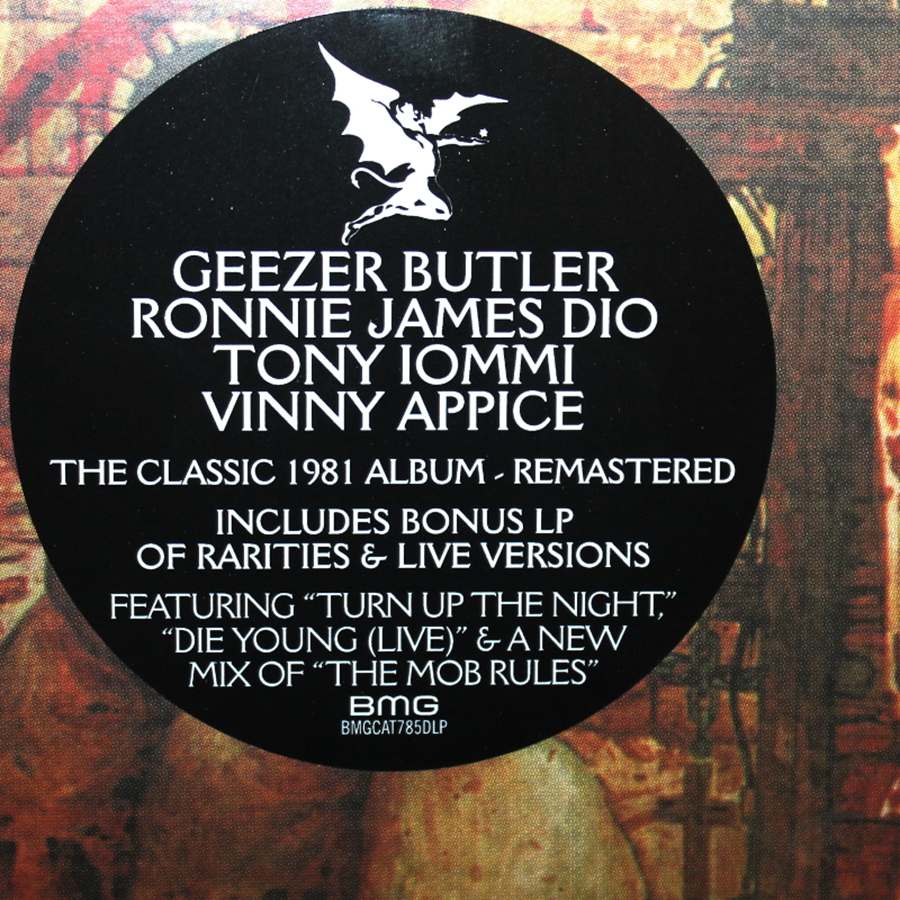 GEEZER BUTLER
RONNIE JAMES DIO
TONY IOMMI
VINNY APPICE
THE CLASSIC 1981 ALBUM - REMASTERED
INCLUDES BONUS LP
OF RARITIES & LIVE VERSIONS
FEATURING “TURN UP THE NIGHT,”
“DIE YOUNG (LIVE)” & A NEW
MIX OF “THE MOB RULES”
BMG
BMGCAT785DLP